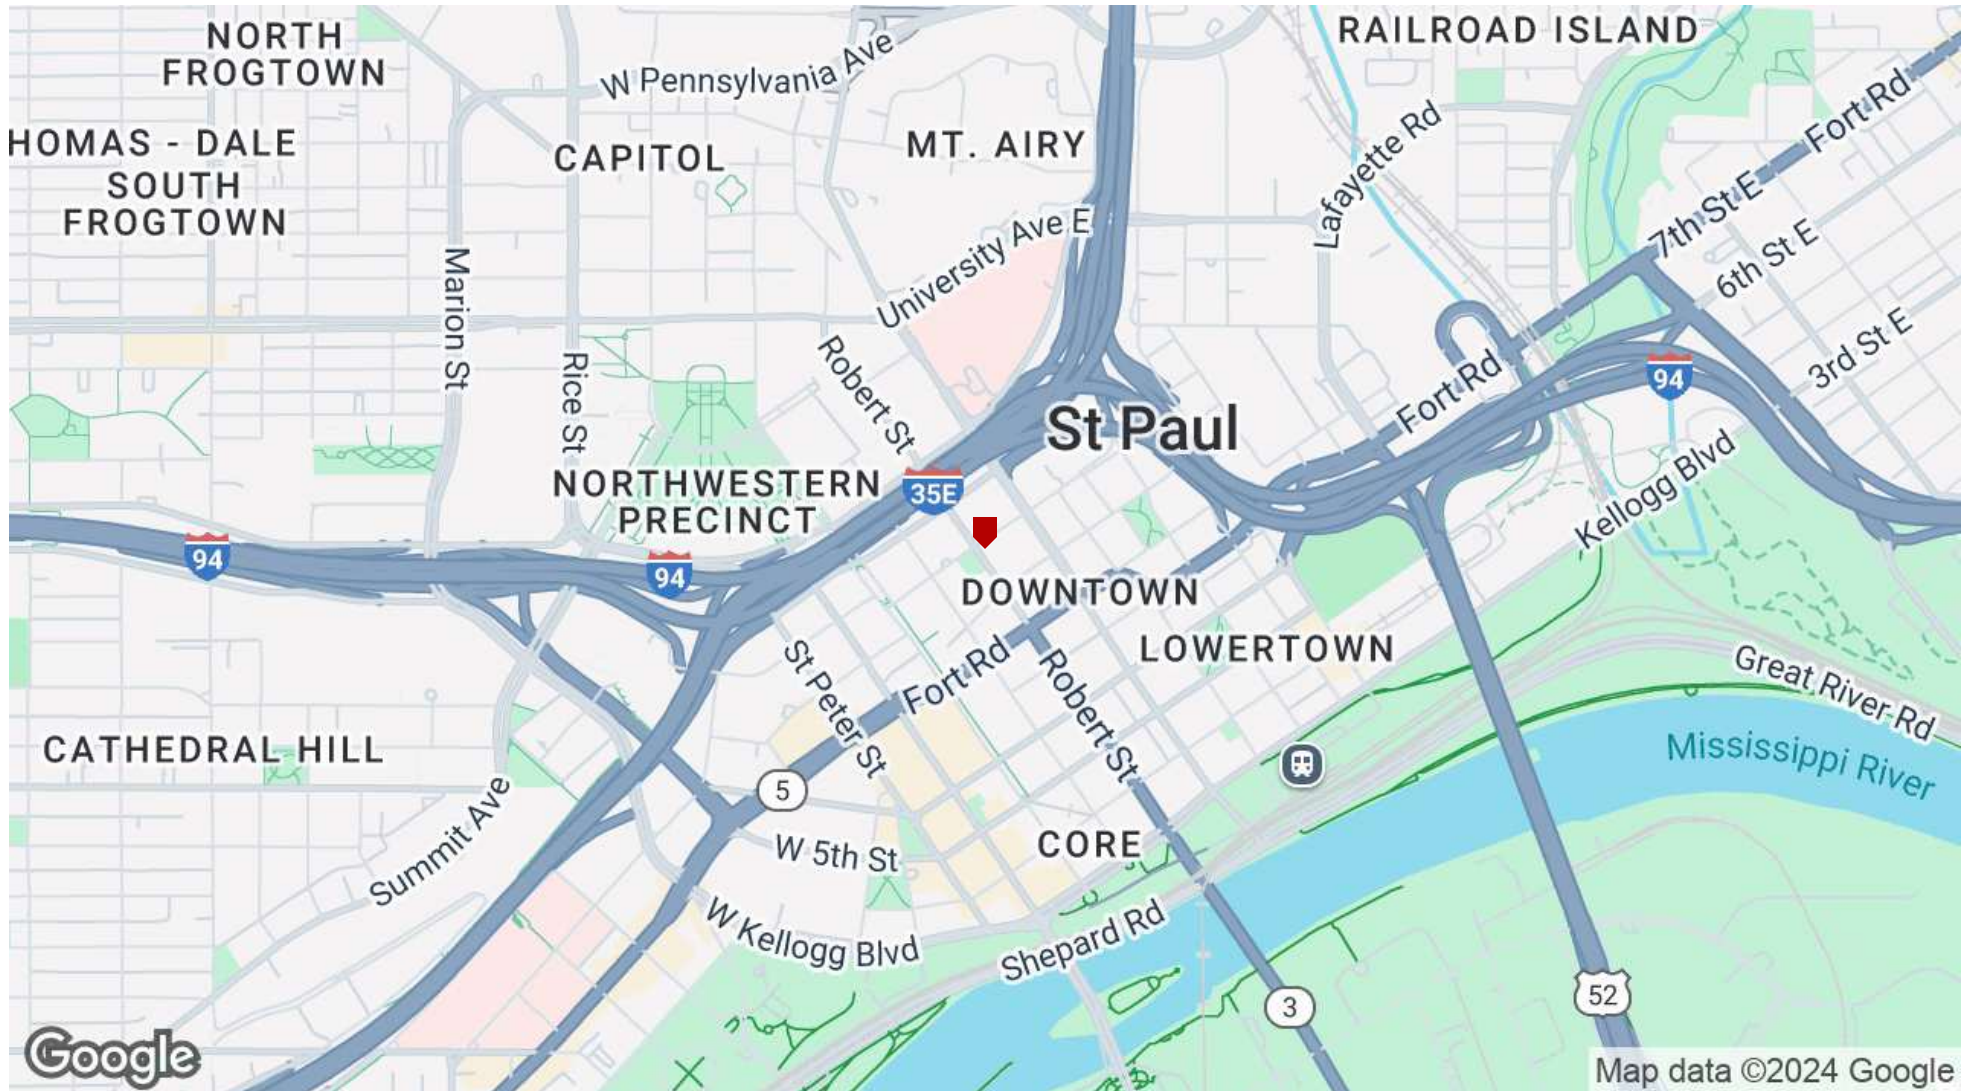 NORTH
FROGTOWN
W Pennsylvania Ave
RAILROAD ISLAND
HOMAS - DALE
SOUTH
FROGTOWN
CAPITOL
MT. AIRY
Lafayette Rd
Fort Rd
University Ave E
7th St E
6th St E
3rd St E
Marion St
Rice St
Robert St
St Paul
Fort Rd
94
Kellogg Blvd
NORTHWESTERN
PRECINCT
35E
94
94
DOWNTOWN
LOWERTOWN
St Peter St
Fort Rd
Robert St
Great River Rd
Mississippi River
CATHEDRAL HILL
Summit Ave
5
W 5th St
CORE
W Kellogg Blvd
Shepard Rd
3
52
Google
Map data ©2024 Google